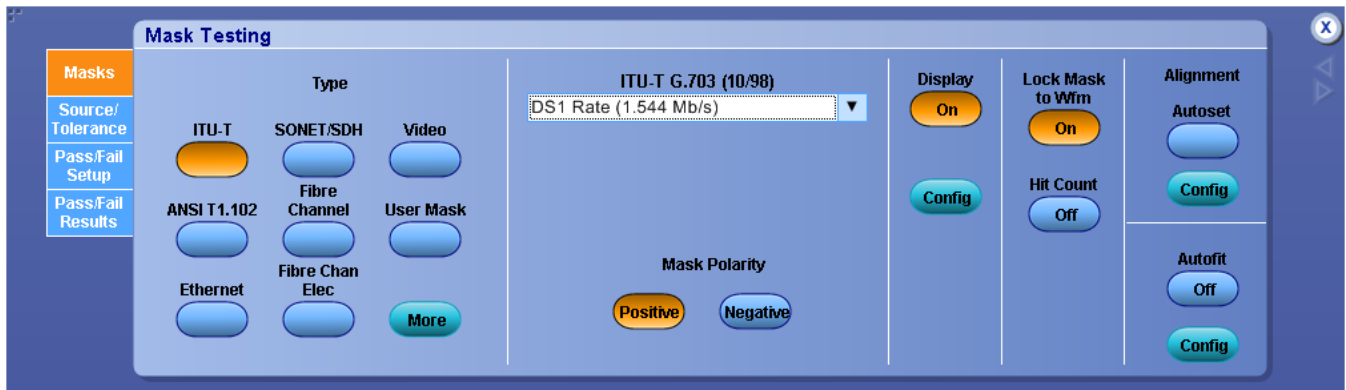 Mask Testing
X
Masks
Source/
Tolerance
Pass/Fail
Setup
Pass/Fail
Results
Type
ITU-T
SONET/SDH
Video
ANSI T1.102
Fibre
Channel
User Mask
Ethernet
Fibre Chan
Elec
More
ITU-T G.703 (10/98)
DS1 Rate (1.544 Mb/s)
Mask Polarity
Positive
Negative
Display
On
Config
Lock Mask
to Wfm
On
Hit Count
Off
Alignment
Autoset
Config
Autofit
Off
Config